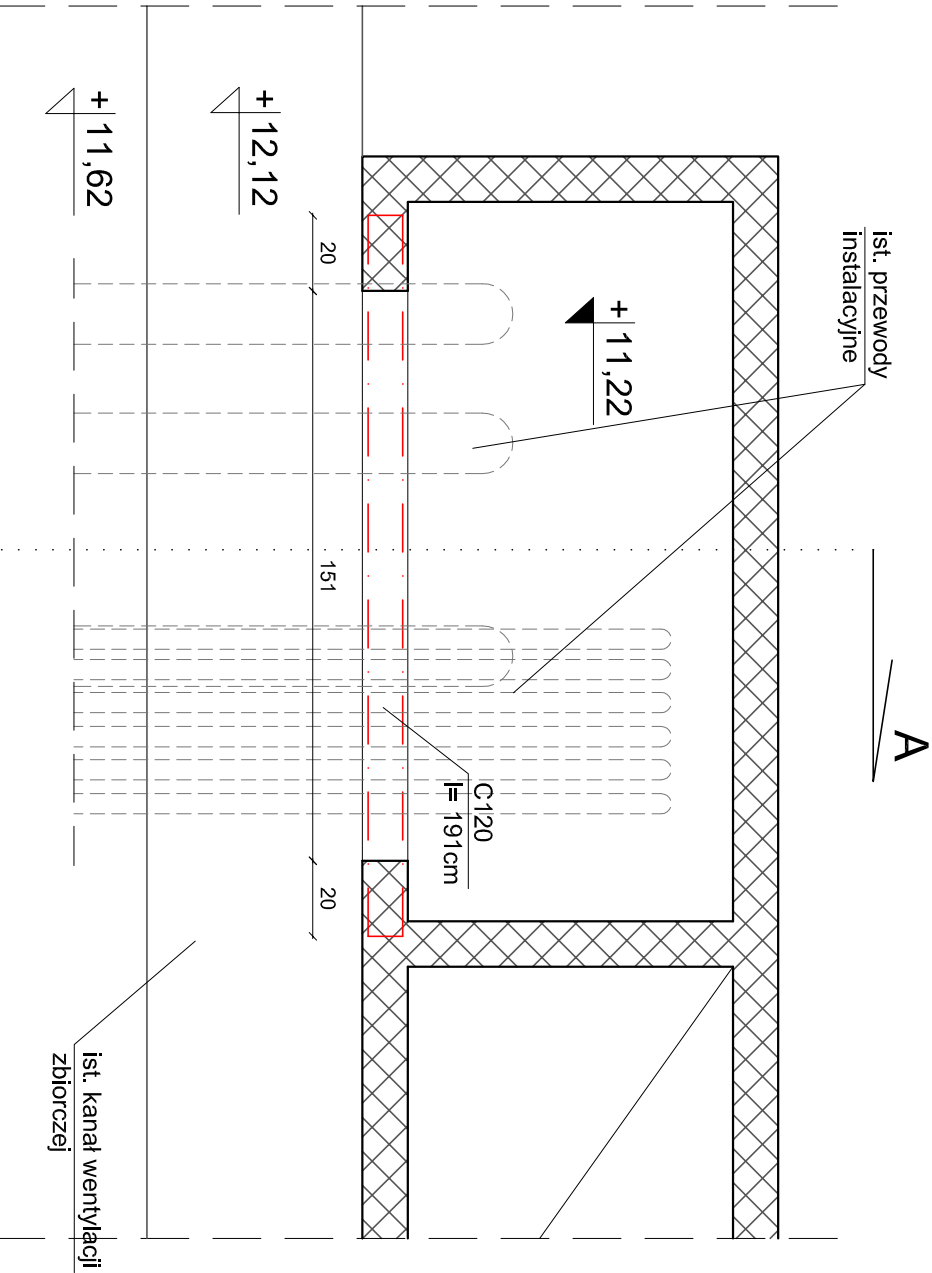 A
ist. przewody
instalacyjne
+ 11,22
C120
l= 191cm
20
151
20
+ 12,12
+ 11,62
ist. kanał wentylacji
zbiorczej